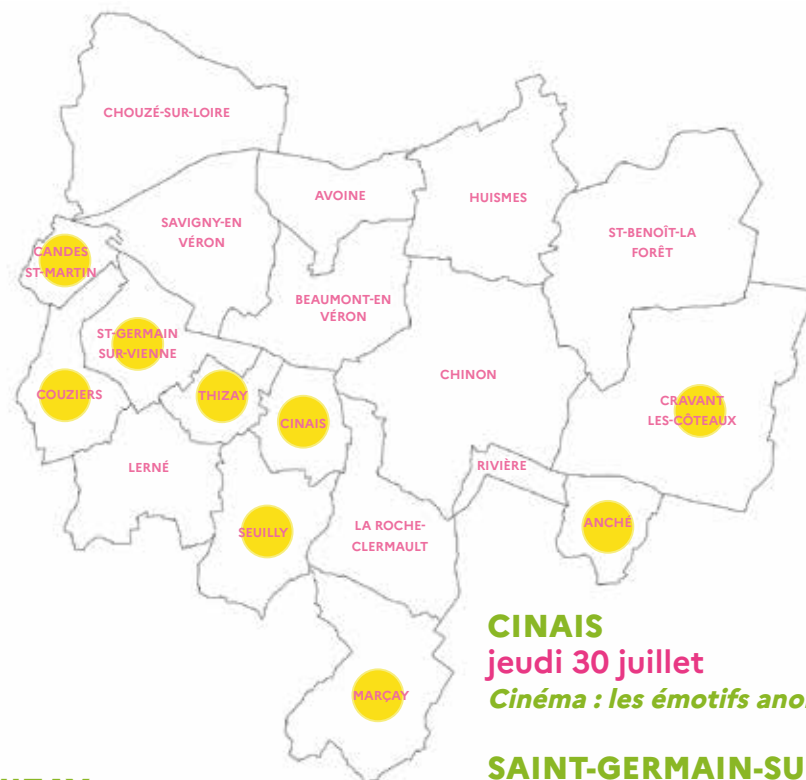 CHOUZÉ-SUR-LOIRE
AVOINE
HUISMES
SAVIGNY-EN
VÉRON
ST-BENOÎT-LA
FORÊT
CANDES
ST-MARTIN
BEAUMONT-EN
VÉRON
ST-GERMAIN
SUR-VIENNE
CHINON
COUZIERS
THIZAY
CINAIS
CRAVANT
LES-CÔTEAUX
LERNÉ
RIVIÈRE
SEUILLY
LA ROCHE-
CLERMAULT
ANCHÉ
MARÇAY
CINAIS
jeudi 30 juillet
Cinéma : les émotifs
SAINT-GERMAIN-SU